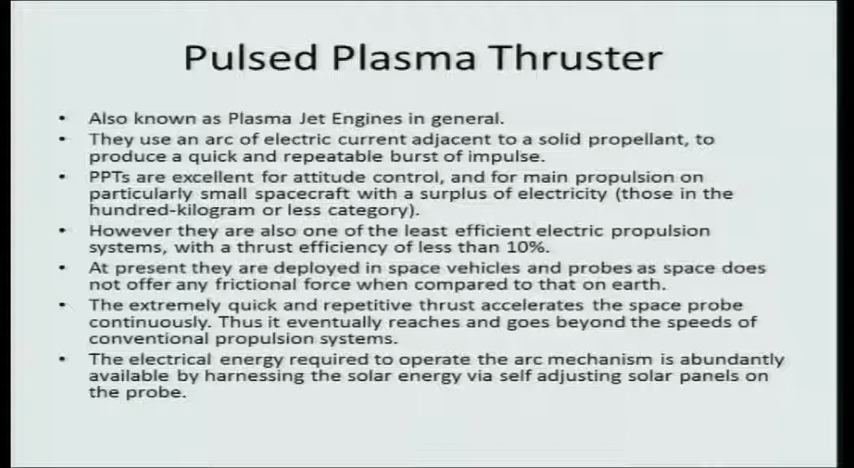 Pulsed Plasma Thruster
• Also known as Plasma Jet Engines in general.
• They use an arc of electric current adjacent to a solid propellant, to
produce a quick and repeatable burst of impulse.
• PPTs are excellent for attitude control, and for main propulsion on
particularly small spacecraft with a surplus of electricity (those in the
hundred-kilogram or less category).
• However they are also one of the least efficient electric propulsion
systems, with a thrust efficiency of less than 10%.
• At present they are deployed in space vehicles and probes as space does
not offer any frictional force when compared to that on earth.
• The extremely quick and repetitive thrust accelerates the space probe
continuously. Thus it eventually reaches and goes beyond the speeds of
conventional propulsion systems.
• The electrical energy required to operate the arc mechanism is abundantly
available by harnessing the solar energy via self adjusting solar panels on
the probe.